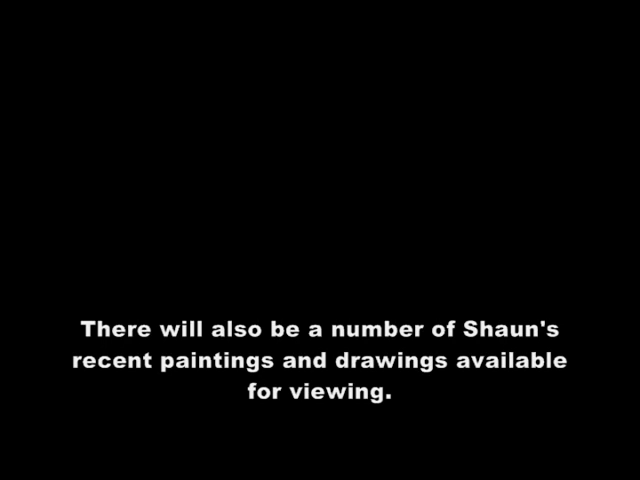 There will also be a number of Shaun's
recent paintings and drawings available
for viewing.